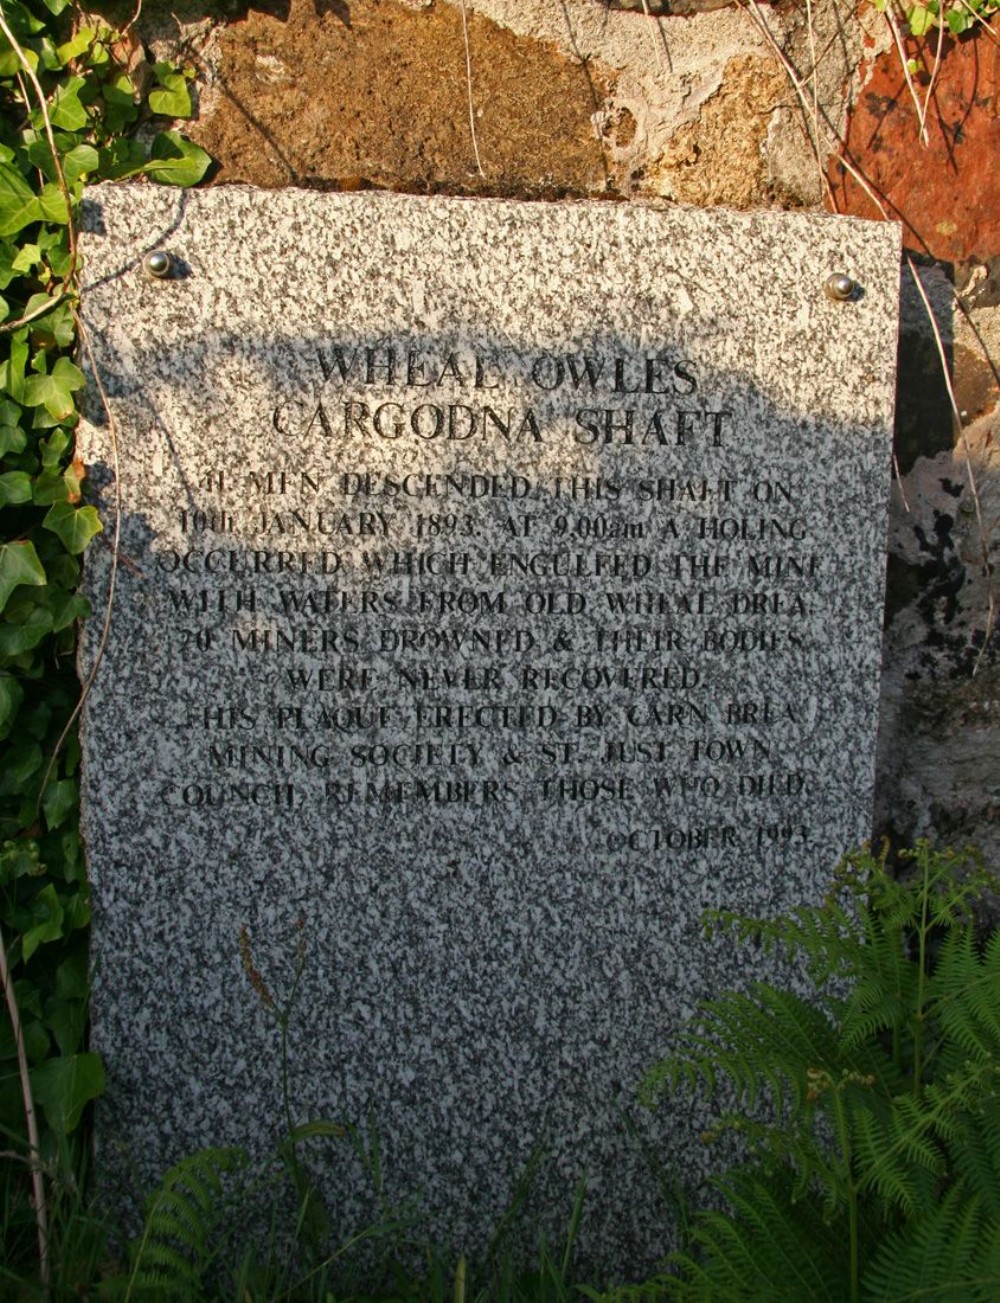 WHEAL OWLES
CARGODNA SHAFT
41 MEN DESCENDED THIS SHAFT ON
10th JANUARY 1893. AT 9.00am A HOLING
OCCURRED WHICH ENGULFED THE MINE
WITH WATERS FROM OLD WHEAL DREA.
20 MINERS DROWNED & THEIR BODIES
WERE NEVER RECOVERED.
THIS PLAQUE ERECTED BY CARN BREA
MINING SOCIETY & ST. JUST TOWN
COUNCIL REMEMBERS THOSE WHO DIED.
OCTOBER 1993.